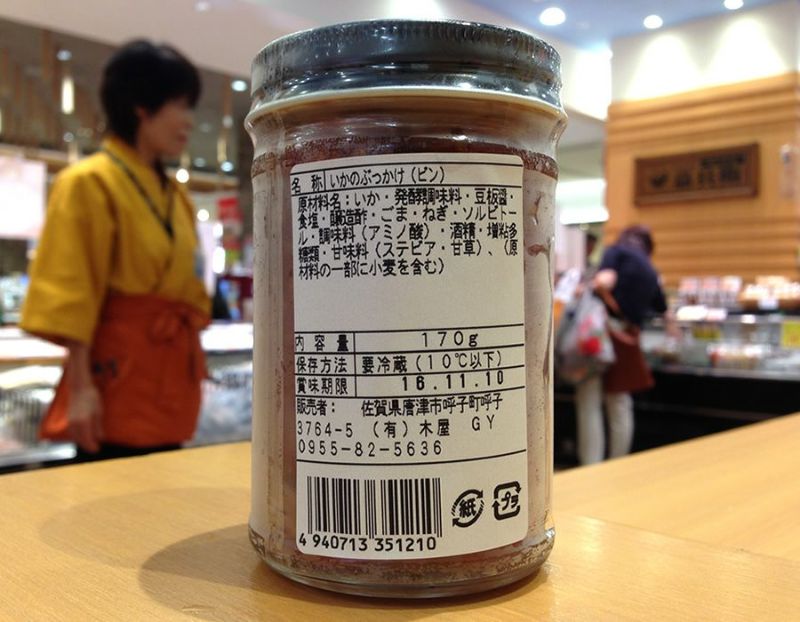 名 称 いかのぶっかけ(ビン)
原材料名:いか・発酵調味料・豆板醤・
食塩・醸造酢・ごま・ねぎ・ソルビトー
ル・調味料(アミノ酸)・酒精・増粘多
糖類・甘味料(ステビア・甘草)、(原
材料の一部に小麦を含む)
内 容 量 170g
保存方法 要冷蔵(10℃以下)
賞味期限 16.11.10
販売者: 佐賀県唐津市呼子町呼子
3764-5 (有)木屋 GY
0955-82-5636
紙 プラ
4 940713 351210